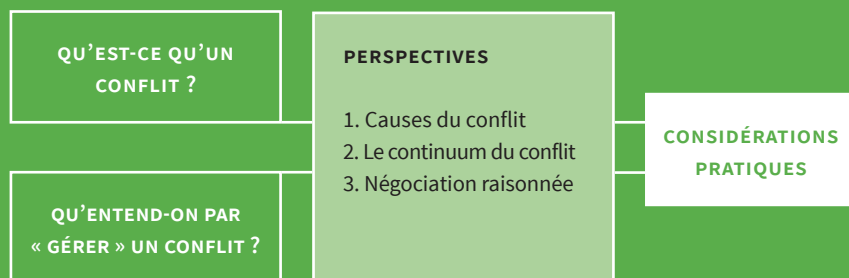 QU’EST-CE QU’UN
CONFLIT ?
QU’ENTEND-ON PAR
« GÉRER » UN CONFLIT ?
PERSPECTIVES
1. Causes du conflit
2. Le continuum du conflit
3. Négociation raisonnée
CONSIDÉRATIONS
PRATIQUES